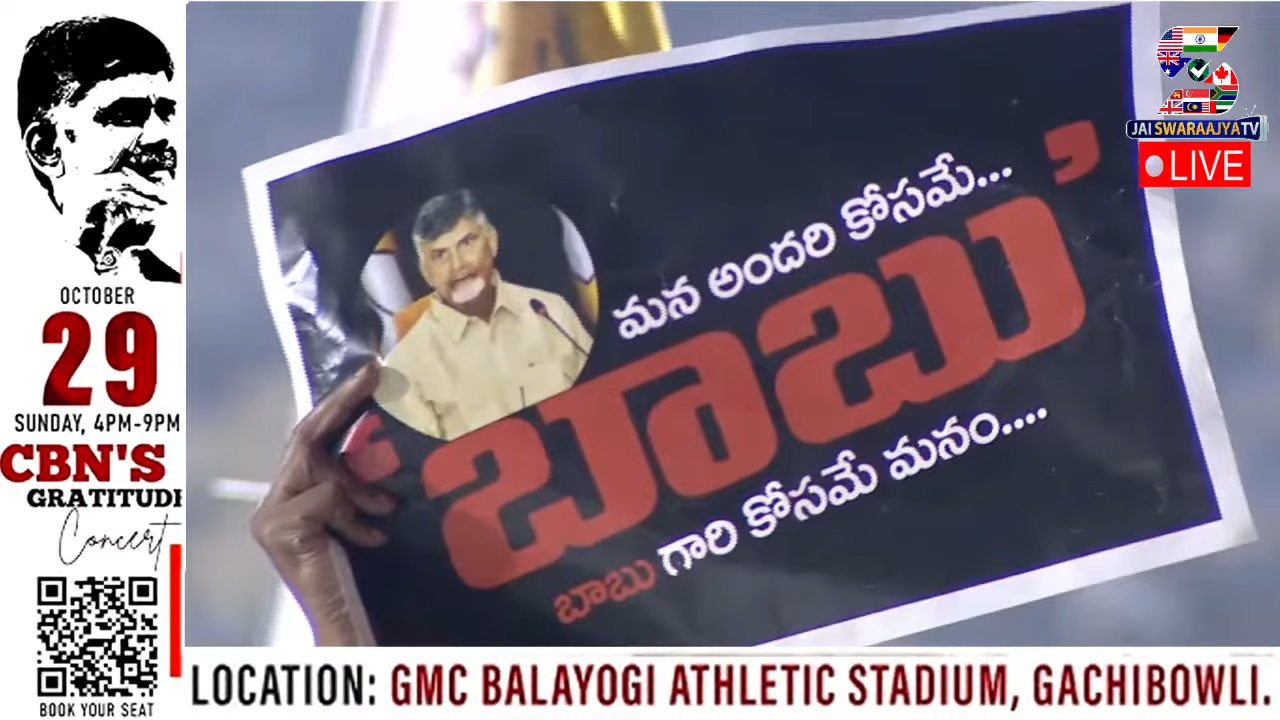 OCTOBER
29
SUNDAY, 4PM-9PM
CBN'S
GRATITUDE
Concert
BOOK YOUR SEAT
మన అందరి కోసమే...
'బాబు'
బాబు గారి కోసమే మనం....
JAI SWARAAJYA TV
LIVE
LOCATION: GMC BALAYOGI ATHLETIC STADIUM, GACHIBOWLI.